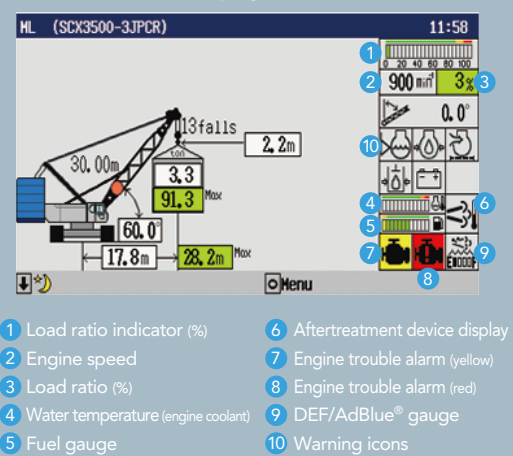 ML (SCX3500-3JPCR) 11:58
1
0 20 40 60 80 100
2 900 min⁻¹ 3% 3
0.0°
13falls
2.2m
10
ton
30.00m
3.3
91.3 Max
4 6
5
60.0°
17.8m 28.2m Max
7 9
8
Menu
1 Load ratio indicator (%)
2 Engine speed
3 Load ratio (%)
4 Water temperature (engine coolant)
5 Fuel gauge
6 Aftertreatment device display
7 Engine trouble alarm (yellow)
8 Engine trouble alarm (red)
9 DEF/AdBlue® gauge
10 Warning icons